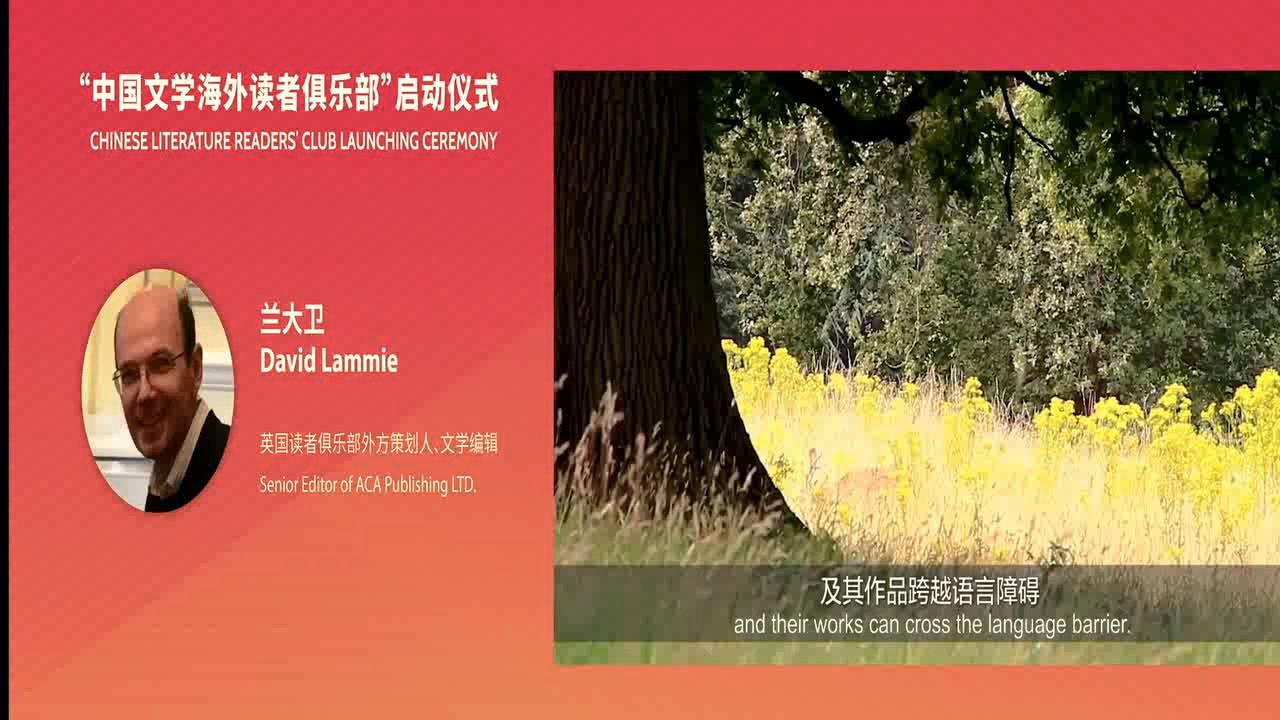 “中国文学海外读者俱乐部”启动仪式
CHINESE LITERATURE READERS' CLUB LAUNCHING CEREMONY
兰大卫
David Lammie
英国读者俱乐部外方策划人、文学编辑
Senior Editor of ACA Publishing LTD.
及其作品跨越语言障碍
and their works can cross the language barrier.